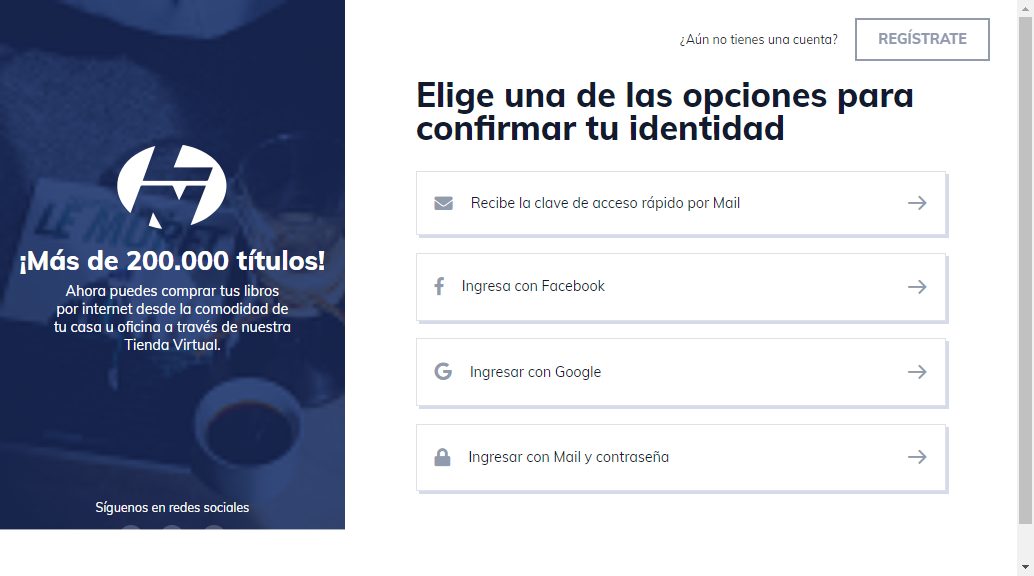 ¿Aún no tienes una cuenta?
REGÍSTRATE
Elige una de las opciones para
confirmar tu identidad
Recibe la clave de acceso rápido por Mail
Ingresa con Facebook
Ingresar con Google
Ingresar con Mail y contraseña
¡Más de 200.000 títulos!
Ahora puedes comprar tus libros
por internet desde la comodidad de
tu casa u oficina a través de nuestra
Tienda Virtual.
Síguenos en redes sociales